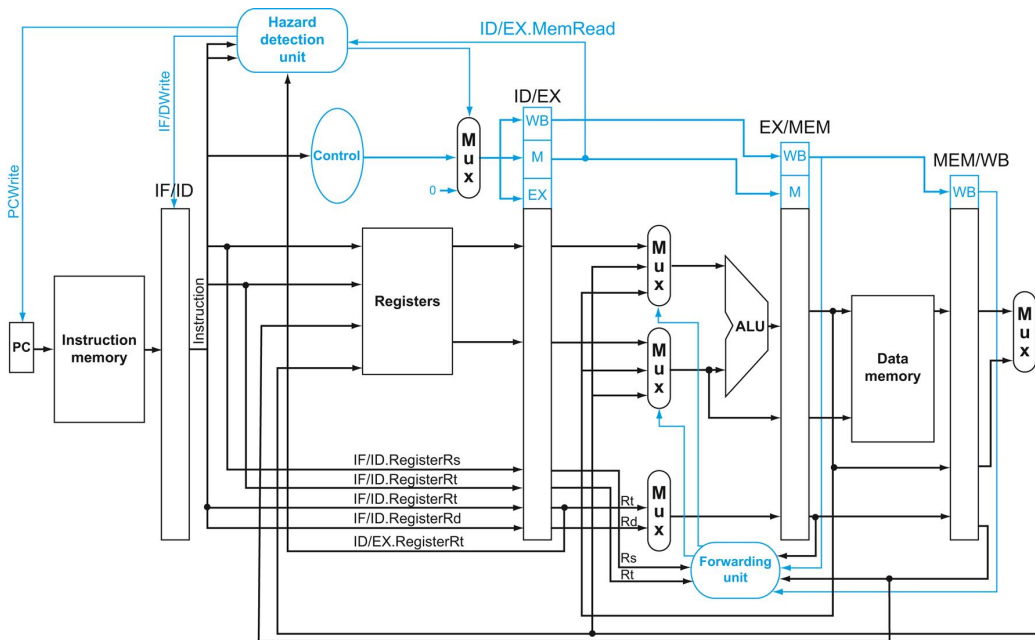 Hazard
detection
unit
ID/EX.MemRead
PCWrite
IF/DWrite
IF/ID
Control
0
Mux
ID/EX
WB
M
EX
EX/MEM
WB
M
MEM/WB
WB
PC
Instruction
memory
Instruction
Registers
Mux
Mux
ALU
Data
memory
Mux
IF/ID.RegisterRs
IF/ID.RegisterRt
IF/ID.RegisterRt
IF/ID.RegisterRd
ID/EX.RegisterRt
Rt
Rd
Mux
Rs
Rt
Forwarding
unit